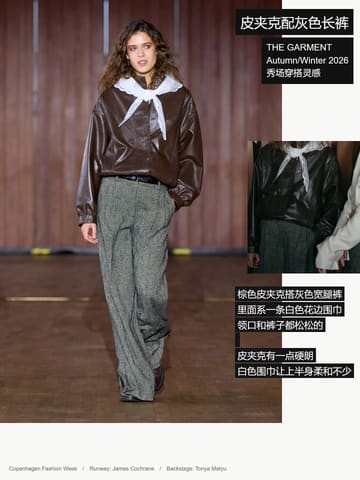 皮夹克配灰色长裤
THE GARMENT
Autumn/Winter 2026
秀场穿搭灵感
棕色皮夹克搭灰色宽腿裤
里面系一条白色花边围巾
领口和裤子都松松的
皮夹克有一点硬朗
白色围巾让上半身柔和不少
Copenhagen Fashion Week / Runway: James Cochrane / Backstage: Tonya Matyu